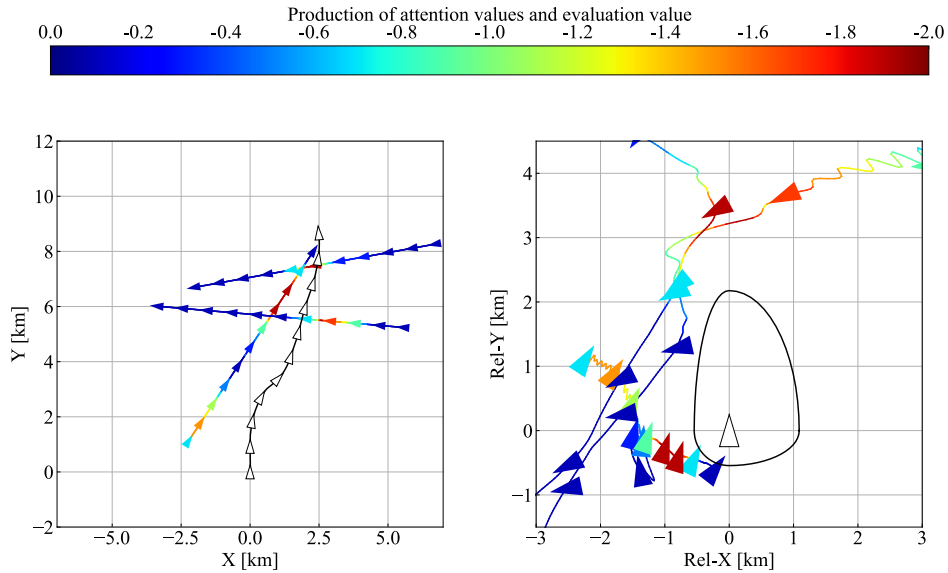 Production of attention values and evaluation value
0.0 -0.2 -0.4 -0.6 -0.8 -1.0 -1.2 -1.4 -1.6 -1.8 -2.0
12
10
8
6
4
2
0
−2
Y [km]
−5.0 −2.5 0.0 2.5 5.0
X [km]
4
3
2
1
0
−1
Rel-Y [km]
−3 −2 −1 0 1 2 3
Rel-X [km]